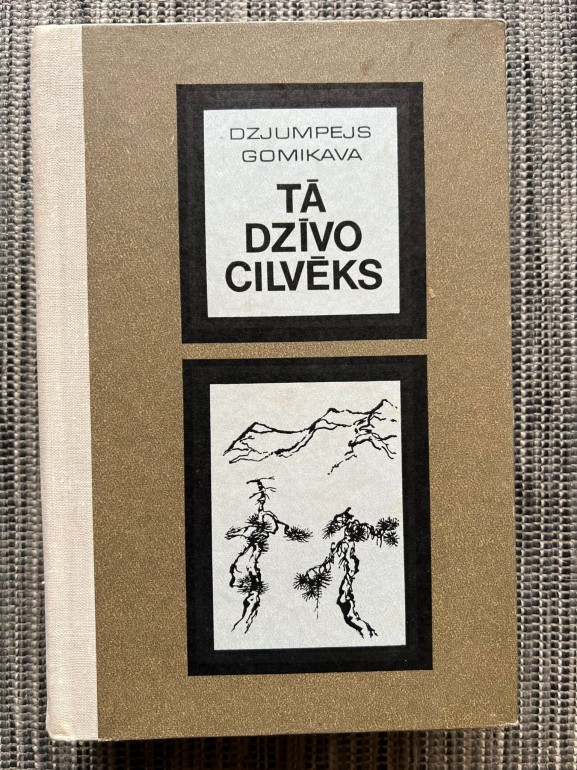 DZJUMPEJS
GOMIKAVA
TĀ
DZĪVO
CILVĒKS